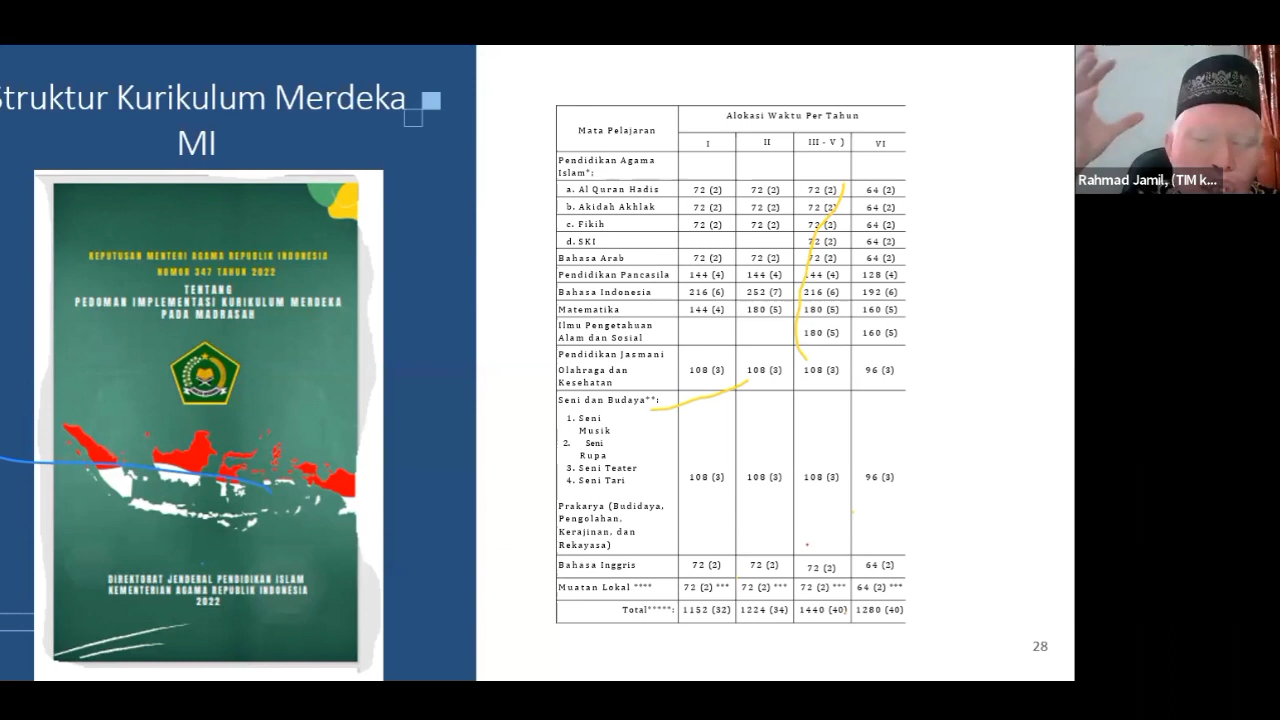 Struktur Kurikulum Merdeka
MI
KEPUTUSAN MENTERI AGAMA REPUBLIK INDONESIA
NOMOR 347 TAHUN 2022
TENTANG
PEDOMAN IMPLEMENTASI KURIKULUM MERDEKA
PADA MADRASAH
DIREKTORAT JENDERAL PENDIDIKAN ISLAM
KEMENTERIAN AGAMA REPUBLIK INDONESIA
2022
Mata Pelajaran Alokasi Waktu Per Tahun
I II III - V ) VI
Pendidikan Agama
Islam*:
a. Al Quran Hadis 72 (2) 72 (2) 72 (2) 64 (2)
b. Akidah Akhlak 72 (2) 72 (2) 72 (2) 64 (2)
c. Fikih 72 (2) 72 (2) 72 (2) 64 (2)
d. SKI 72 (2) 64 (2)
Bahasa Arab 72 (2) 72 (2) 72 (2) 64 (2)
Pendidikan Pancasila 144 (4) 144 (4) 144 (4) 128 (4)
Bahasa Indonesia 216 (6) 252 (7) 216 (6) 192 (6)
Matematika 144 (4) 180 (5) 180 (5) 160 (5)
Ilmu Pengetahuan
Alam dan Sosial 180 (5) 160 (5)
Pendidikan Jasmani
Olahraga dan 108 (3) 108 (3) 108 (3) 96 (3)
Kesehatan
Seni dan Budaya**:
1. Seni
Musik
2. Seni
Rupa
3. Seni Teater
4. Seni Tari 108 (3) 108 (3) 108 (3) 96 (3)
Prakarya (Budidaya,
Pengolahan,
Kerajinan, dan
Rekayasa)
Bahasa Inggris 72 (2) 72 (2) 72 (2) 64 (2)
Muatan Lokal **** 72 (2) *** 72 (2) *** 72 (2) *** 64 (2) ***
Total*****: 1152 (32) 1224 (34) 1440 (40) 1280 (40)
28
Rahmad Jamil, (TIM k...